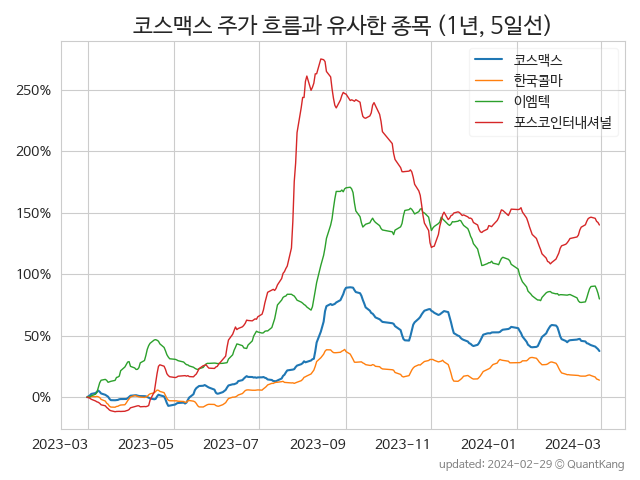 코스맥스 주가 흐름과 유사한 종목 (1년, 5일선)
코스맥스
한국콜마
이엠텍
포스코인터내셔널
250%
200%
150%
100%
50%
0%
2023-03 2023-05 2023-07 2023-09 2023-11 2024-01 2024-03
updated: 2024-02-29 © QuantKang